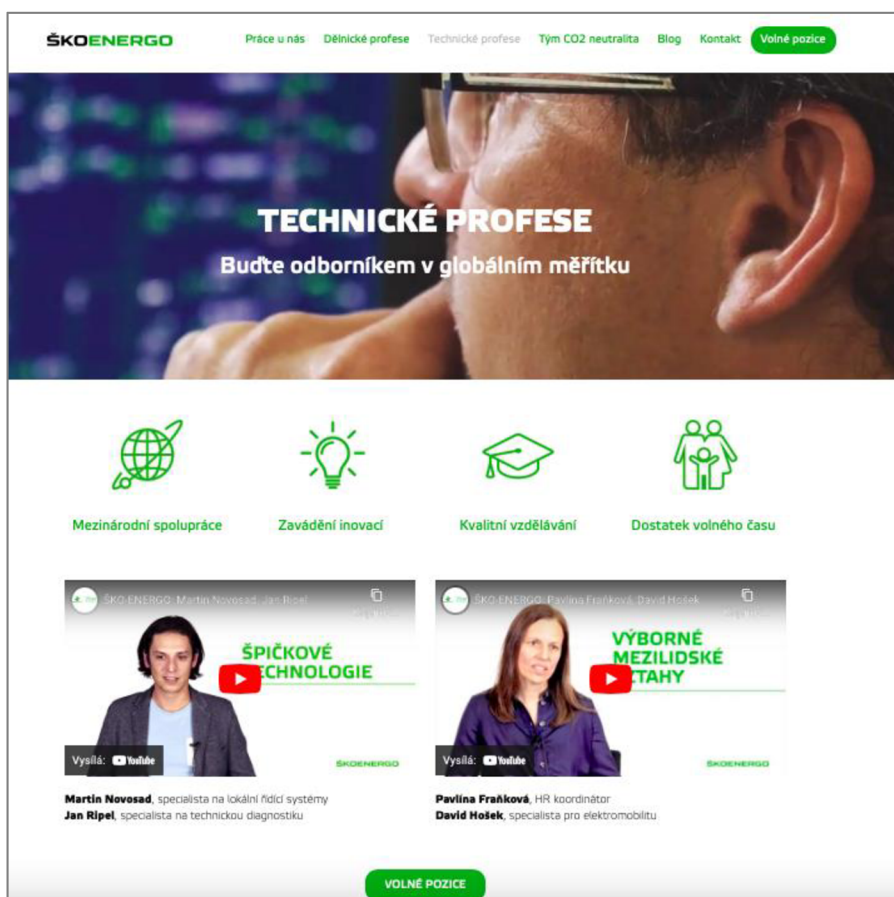 ŠKOENERGO
Práce u nás Dělnické profese Technické profese Tým CO2 neutralita Blog Kontakt Volné pozice
TECHNICKÉ PROFESE
Buďte odborníkem v globálním měřítku
Mezinárodní spolupráce Zavádění inovací Kvalitní vzdělávání Dostatek volného času
ŠKO-ENERGO: Martin Novosad, Jan Ripel
ŠPIČKOVÉ
CHNOLOGIE
Vysílá: YouTube
ŠKOENERGO
ŠKO-ENERGO: Pavlína Fraňková, David Hošek
VÝBORNÉ
MEZILIDSKÉ
ZTAHY
Vysílá: YouTube
ŠKOENERGO
Martin Novosad, specialista na lokální řídící systémy
Jan Ripel, specialista na technickou diagnostiku
Pavlína Fraňková, HR koordinátor
David Hošek, specialista pro elektromobilitu
VOLNÉ POZICE